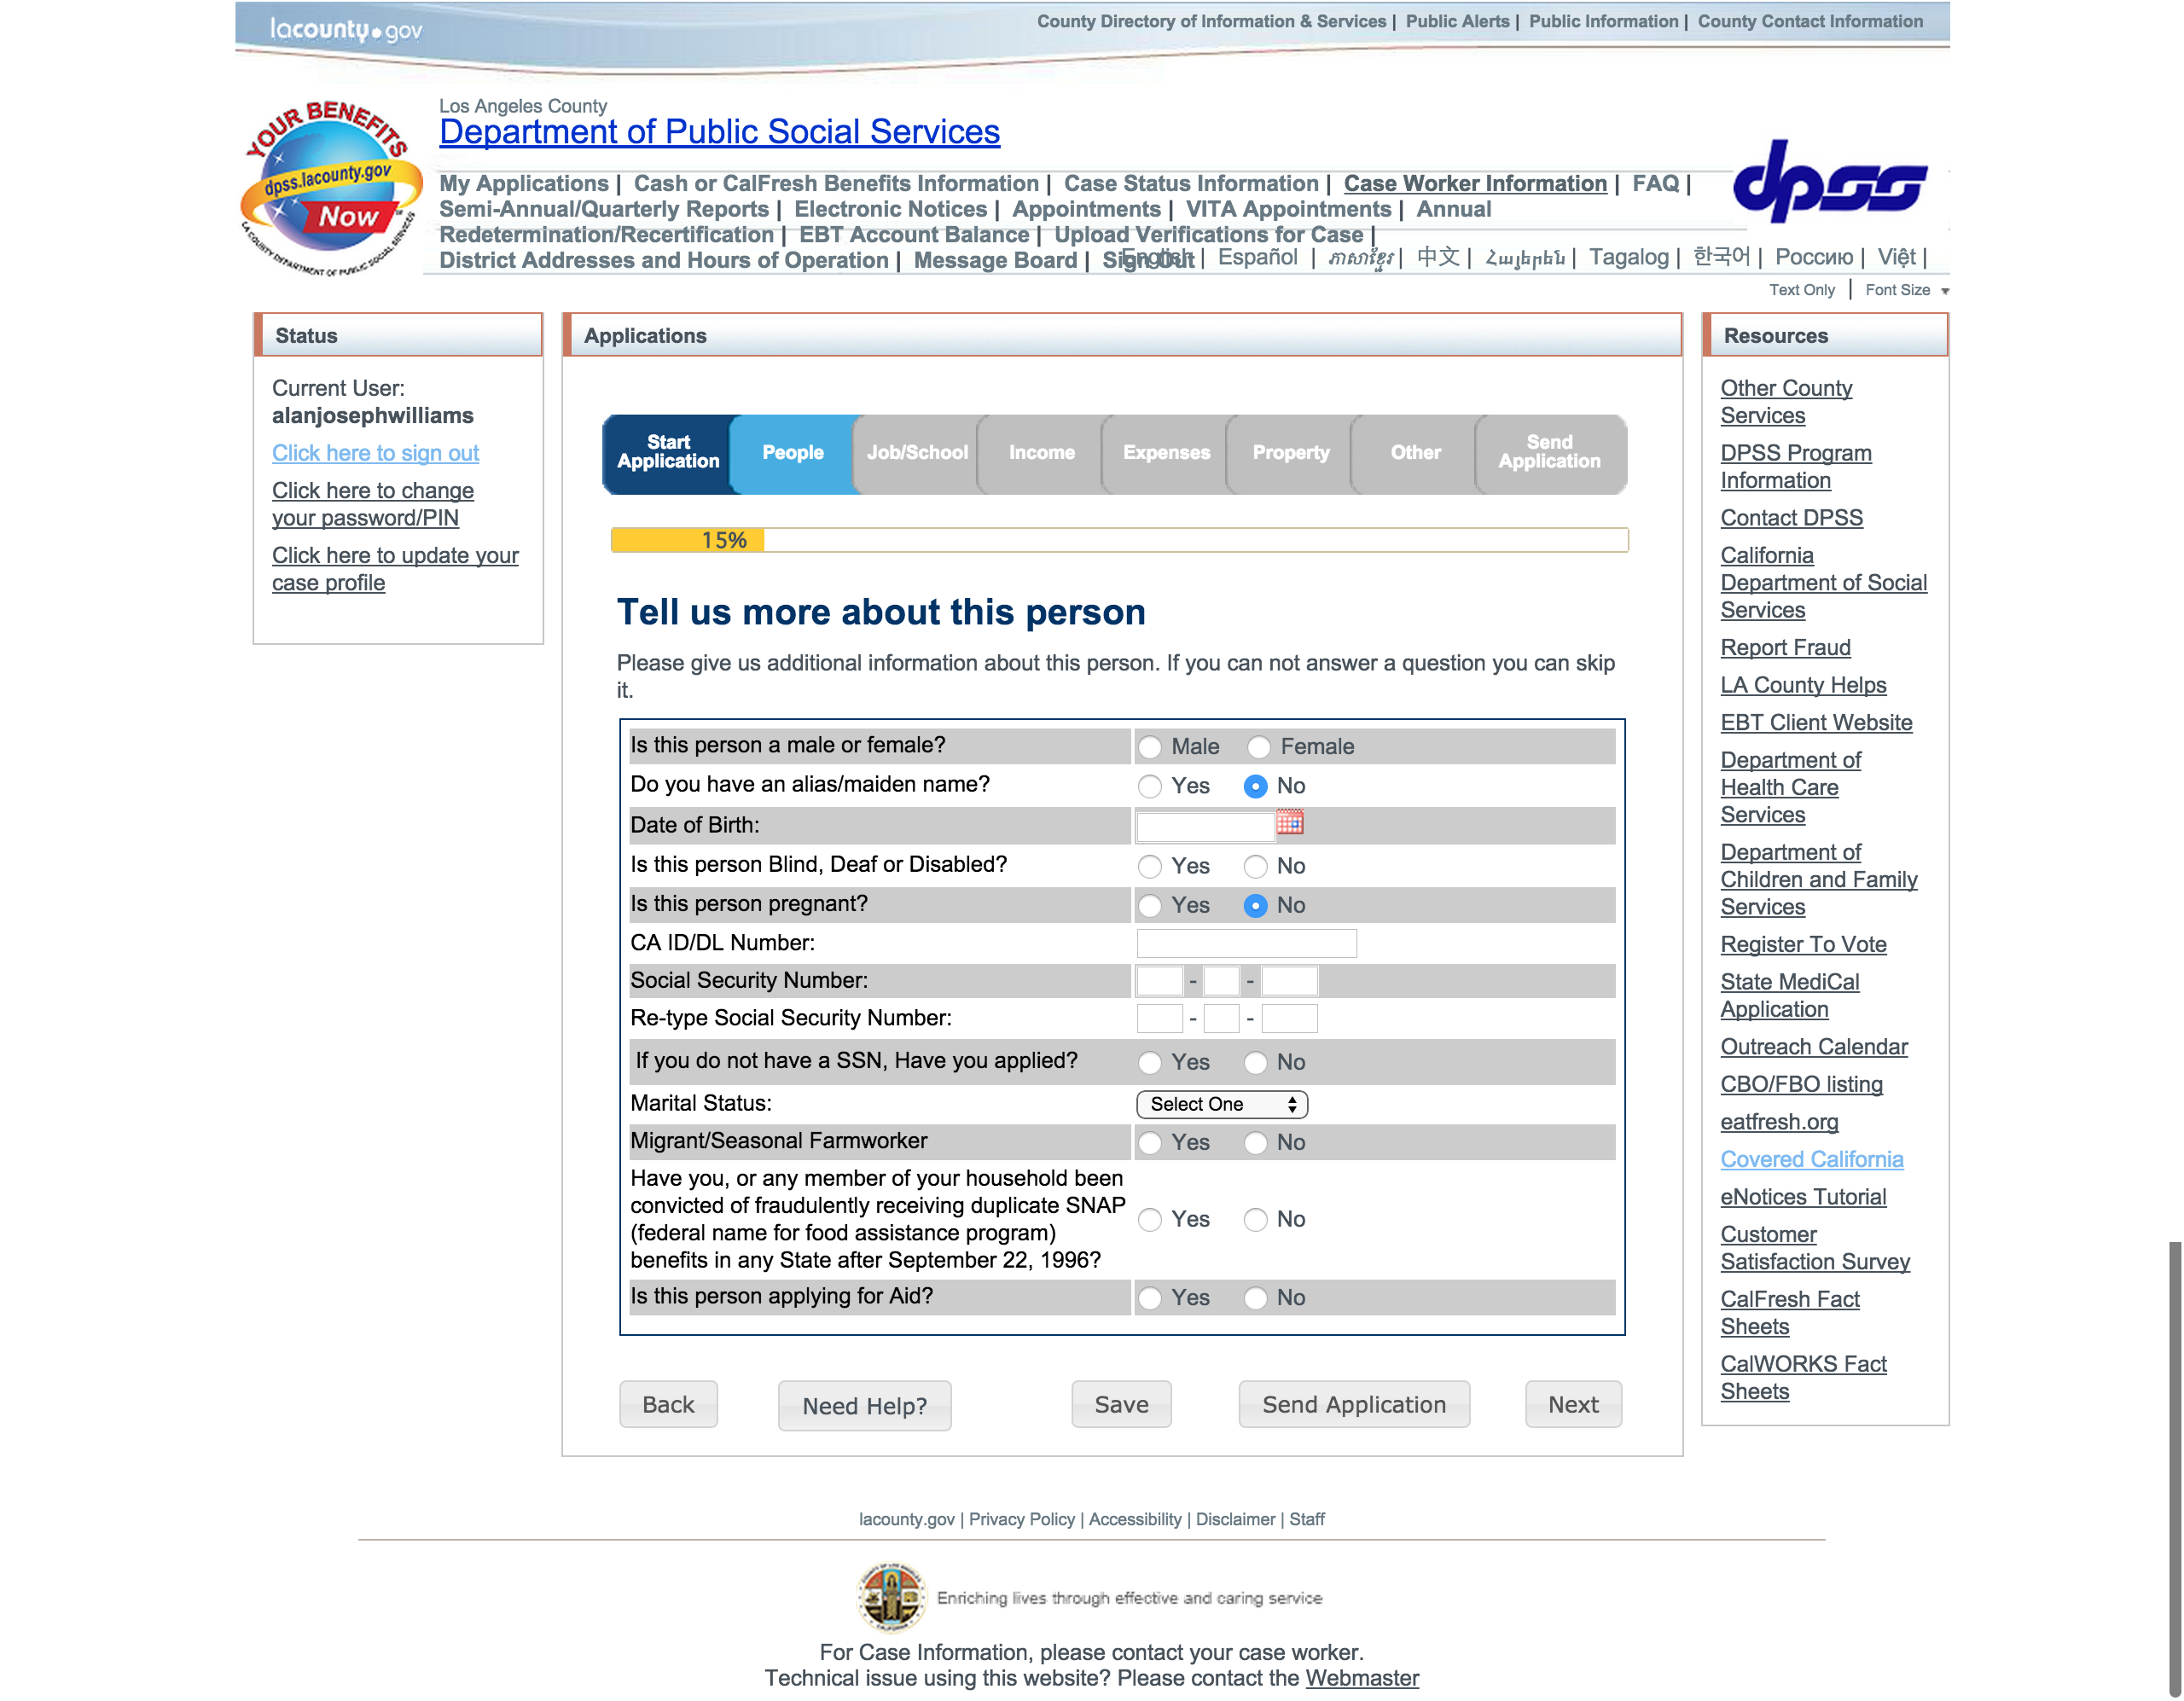 lacounty.gov
County Directory of Information & Services | Public Alerts | Public Information | County Contact Information
YOUR BENEFITS
dpss.lacounty.gov
Now
LA COUNTY DEPARTMENT OF PUBLIC SOCIAL SERVICES
Los Angeles County
Department of Public Social Services
dpss
My Applications | Cash or CalFresh Benefits Information | Case Status Information | Case Worker Information | FAQ |
Semi-Annual/Quarterly Reports | Electronic Notices | Appointments | VITA Appointments | Annual
Redetermination/Recertification | EBT Account Balance | Upload Verifications for Case |
District Addresses and Hours of Operation | Message Board | Sign Out
English | Español | ភាសាខ្មែរ | 中文 | Հայերեն | Tagalog | 한국어 | Россию | Việt |
Text Only | Font Size
Status
Current User:
alanjosephwilliams
Click here to sign out
Click here to change
your password/PIN
Click here to update your
case profile
Applications
Start
Application
People
Job/School
Income
Expenses
Property
Other
Send
Application
15%
Tell us more about this person
Please give us additional information about this person. If you can not answer a question you can skip
it.
Is this person a male or female? Male Female
Do you have an alias/maiden name? Yes No
Date of Birth:
Is this person Blind, Deaf or Disabled? Yes No
Is this person pregnant? Yes No
CA ID/DL Number:
Social Security Number: - -
Re-type Social Security Number: - -
If you do not have a SSN, Have you applied? Yes No
Marital Status: Select One
Migrant/Seasonal Farmworker Yes No
Have you, or any member of your household been
convicted of fraudulently receiving duplicate SNAP
(federal name for food assistance program)
benefits in any State after September 22, 1996?
Yes No
Is this person applying for Aid? Yes No
Back
Need Help?
Save
Send Application
Next
Resources
Other County
Services
DPSS Program
Information
Contact DPSS
California
Department of Social
Services
Report Fraud
LA County Helps
EBT Client Website
Department of
Health Care
Services
Department of
Children and Family
Services
Register To Vote
State MediCal
Application
Outreach Calendar
CBO/FBO listing
eatfresh.org
Covered California
eNotices Tutorial
Customer
Satisfaction Survey
CalFresh Fact
Sheets
CalWORKS Fact
Sheets
lacounty.gov | Privacy Policy | Accessibility | Disclaimer | Staff
Enriching lives through effective and caring service
For Case Information, please contact your case worker.
Technical issue using this website? Please contact the Webmaster